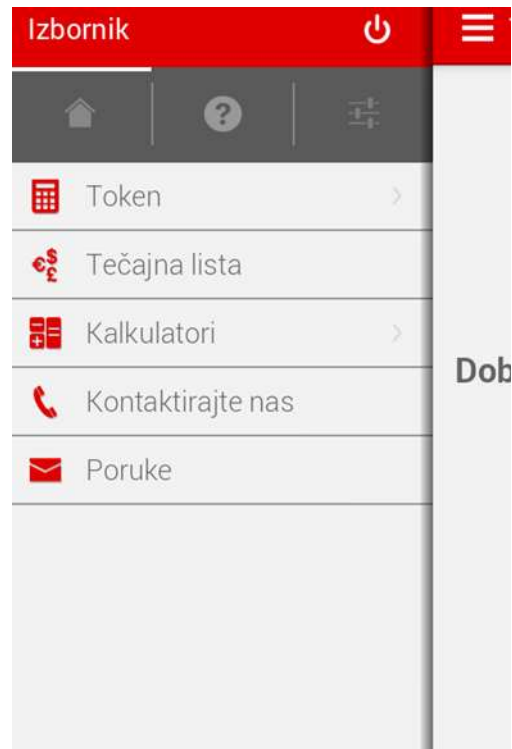 Izbornik
Token
Tečajna lista
Kalkulatori
Kontaktirajte nas
Poruke
Dob